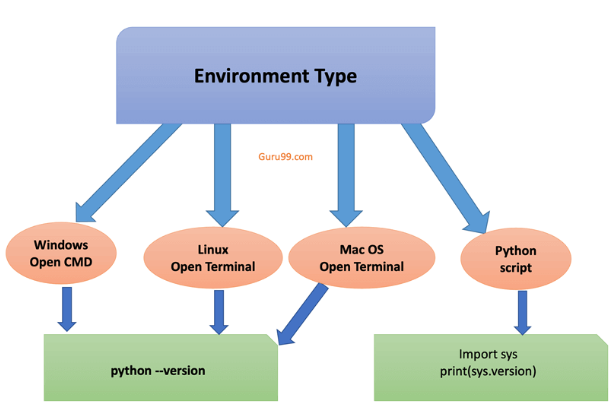 Environment Type
Guru99.com
Windows
Open CMD
Linux
Open Terminal
Mac OS
Open Terminal
Python
script
python --version
Import sys
print(sys.version)